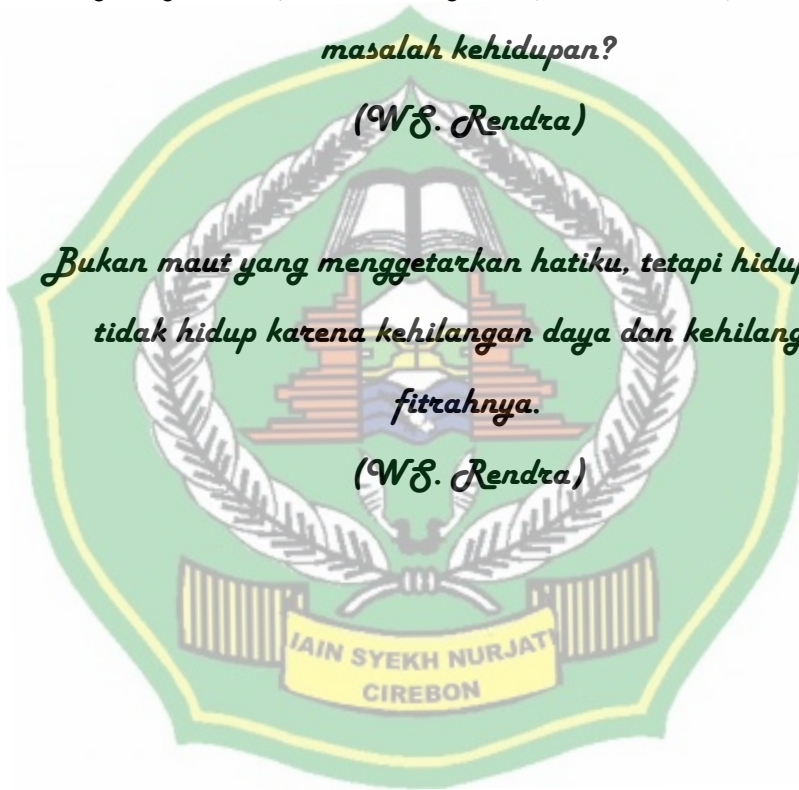 masalah kehidupan?
(WS. Rendra)
Bukan maut yang menggetarkan hatiku, tetapi hidup
tidak hidup karena kehilangan daya dan
fitrahnya.
(WS. Rendra)
IAIN SYEKH NURJATI
CIREBON